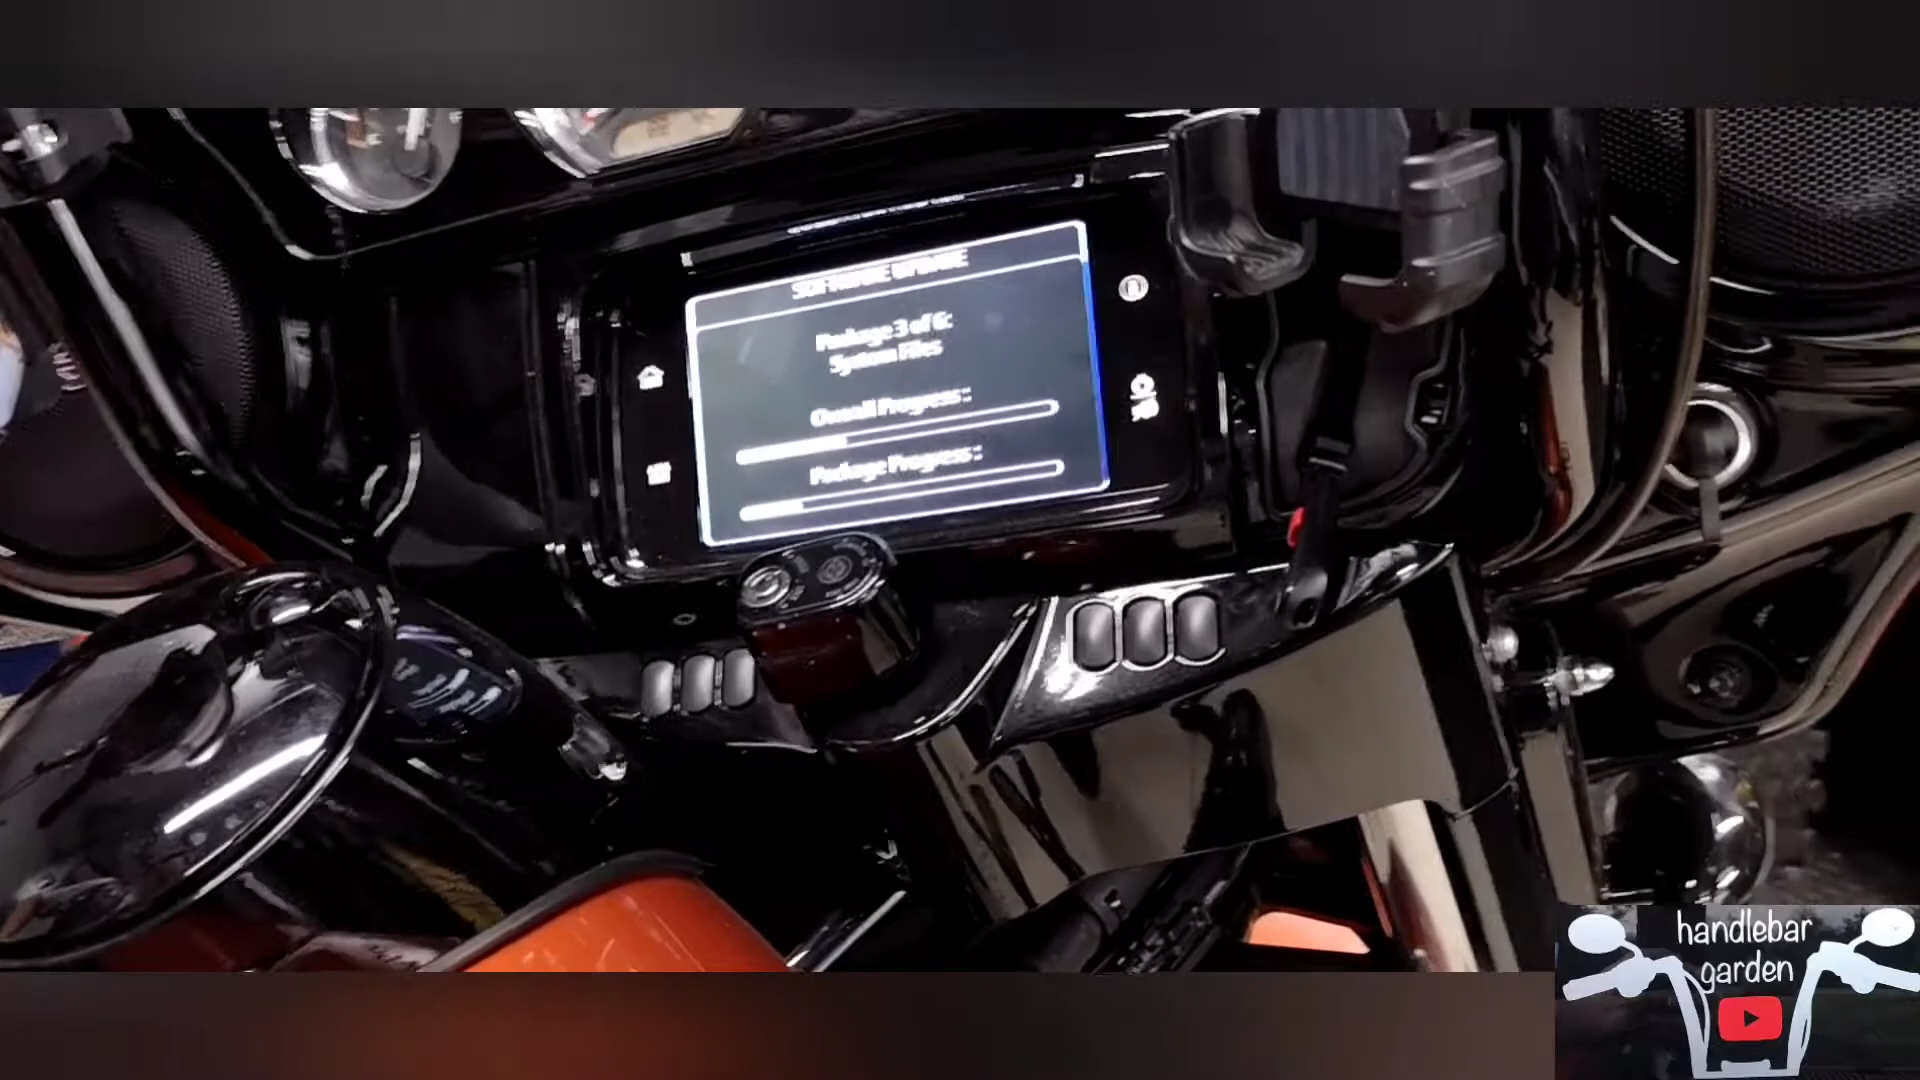 SOFTWARE UPDATE
Package 3 of 6:
System Files
Overall Progress:
Package Progress:
handlebar
garden